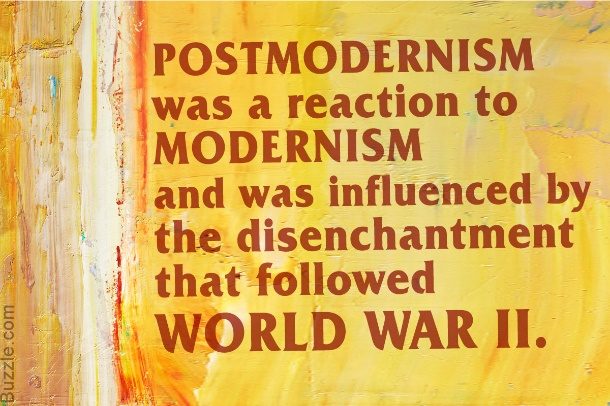 POSTMODERNISM
was a reaction to
MODERNISM
and was influenced by
the disenchantment
that followed
WORLD WAR II.
Buzzle.com